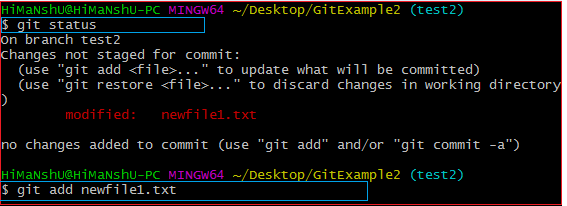 HiMaNshU@HiMaNshU-PC MINGW64 ~/Desktop/GitExample2 (test2)
$ git status
On branch test2
Changes not staged for commit:
  (use "git add <file>..." to update what will be committed)
  (use "git restore <file>..." to discard changes in working directory
)
        modified:   newfile1.txt

no changes added to commit (use "git add" and/or "git commit -a")

HiMaNshU@HiMaNshU-PC MINGW64 ~/Desktop/GitExample2 (test2)
$ git add newfile1.txt